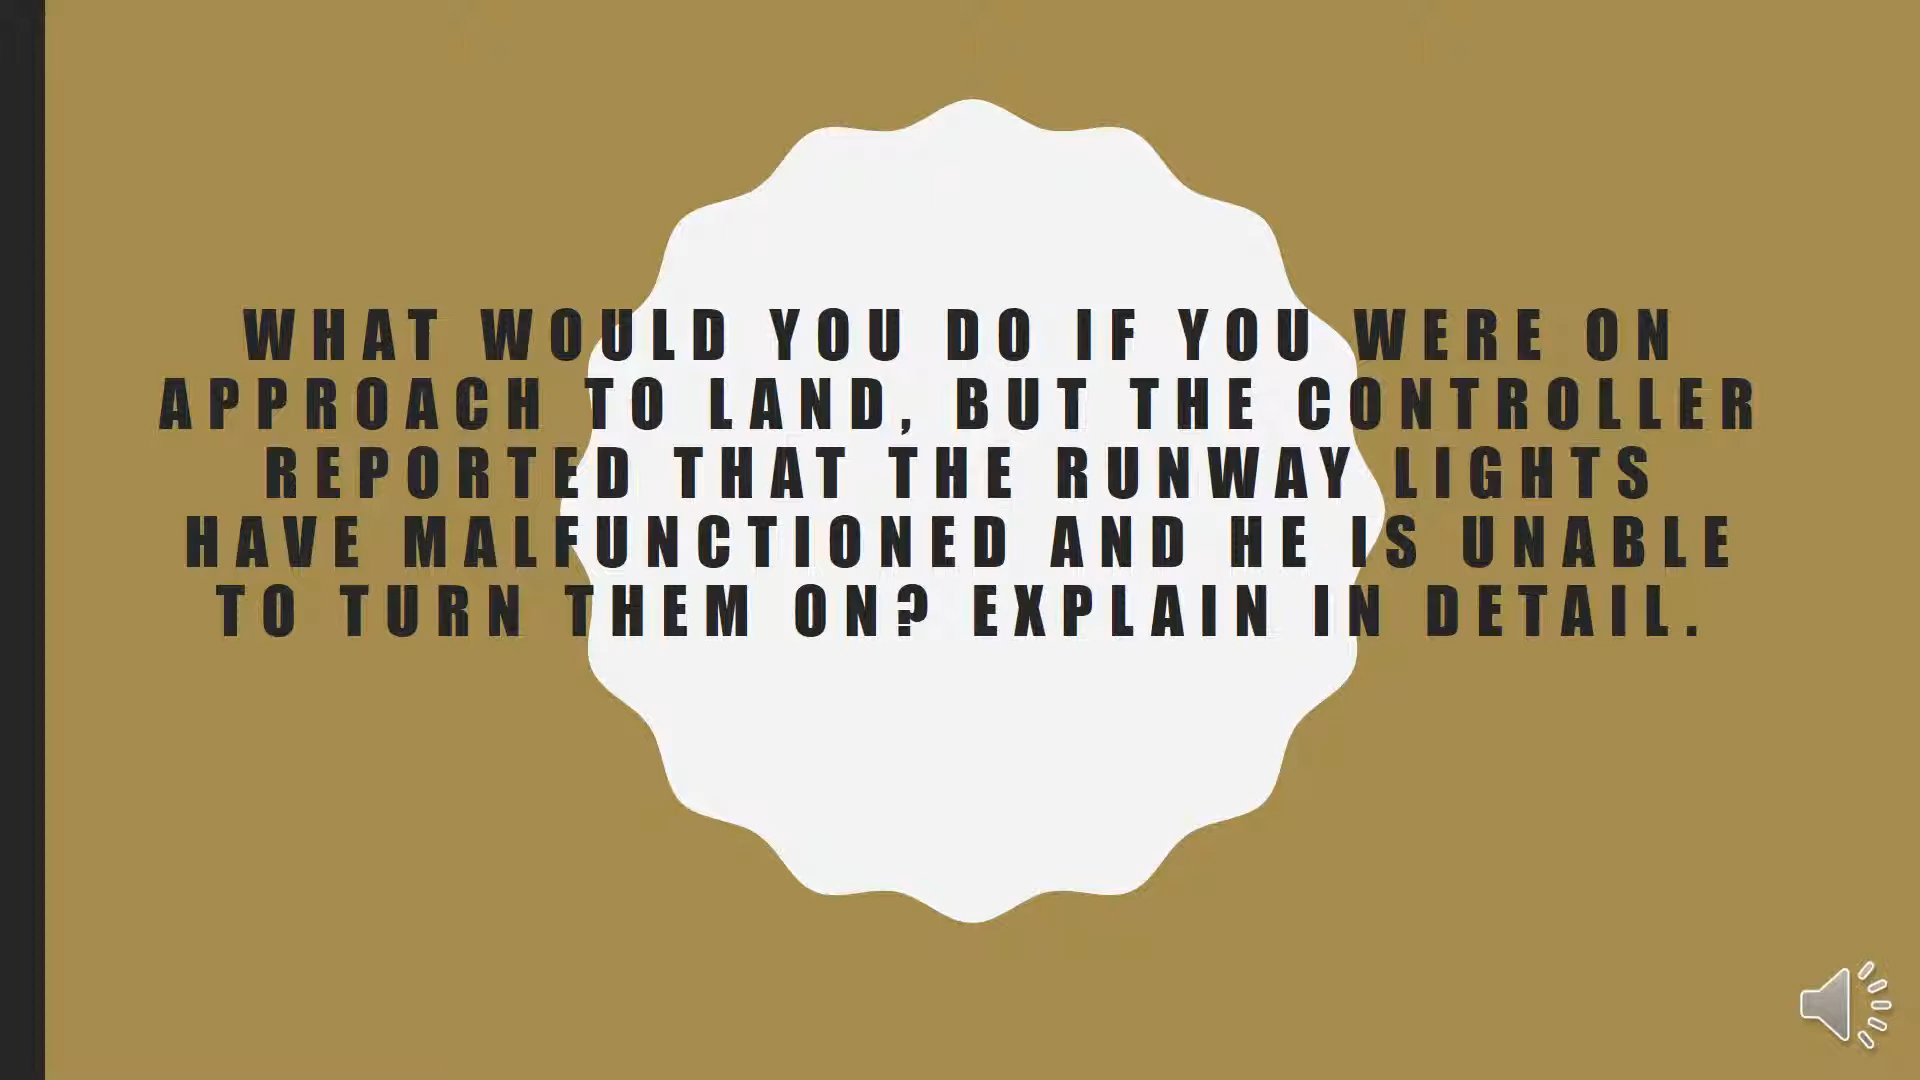 WHAT WOULD YOU DO IF YOU WERE ON
APPROACH TO LAND, BUT THE CONTROLLER
REPORTED THAT THE RUNWAY LIGHTS
HAVE MALFUNCTIONED AND HE IS UNABLE
TO TURN THEM ON? EXPLAIN IN DETAIL.